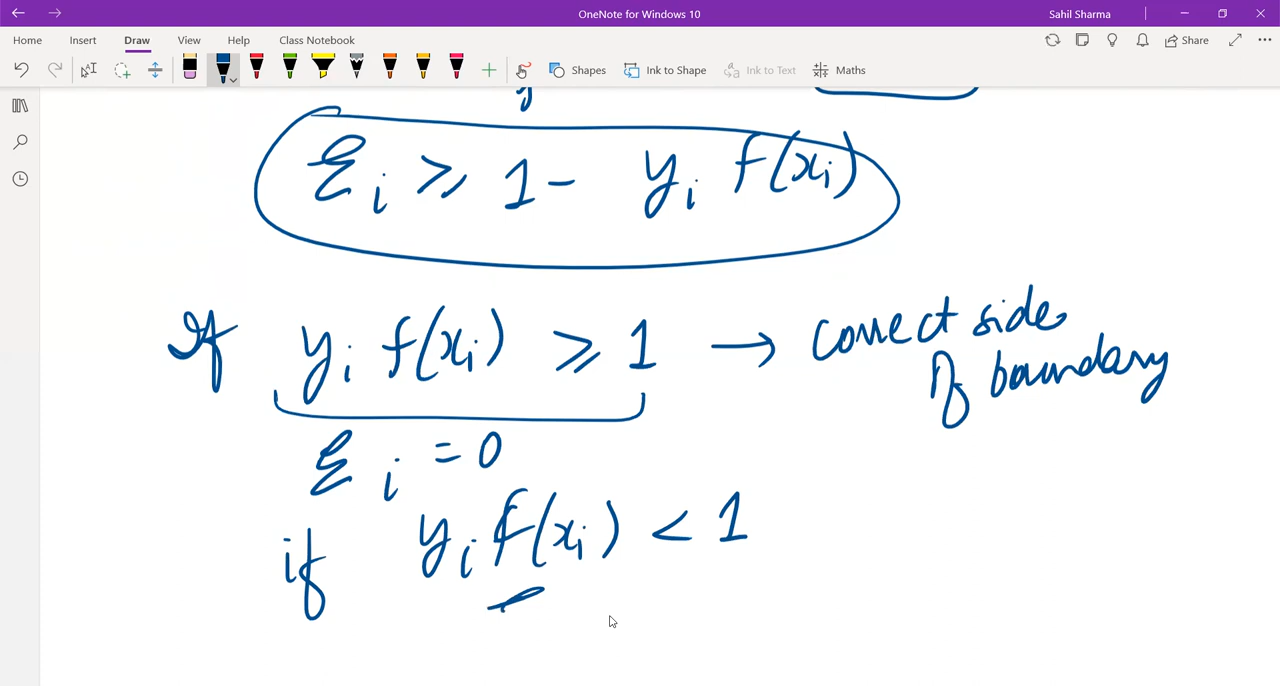 OneNote for Windows 10
Sahil Sharma
Home Insert Draw View Help Class Notebook
Share
Shapes Ink to Shape Ink to Text Maths
ξi ≥ 1 - yi f(xi)
If yi f(xi) ≥ 1 → correct side
of boundary
ξi = 0
if yi f(xi) < 1